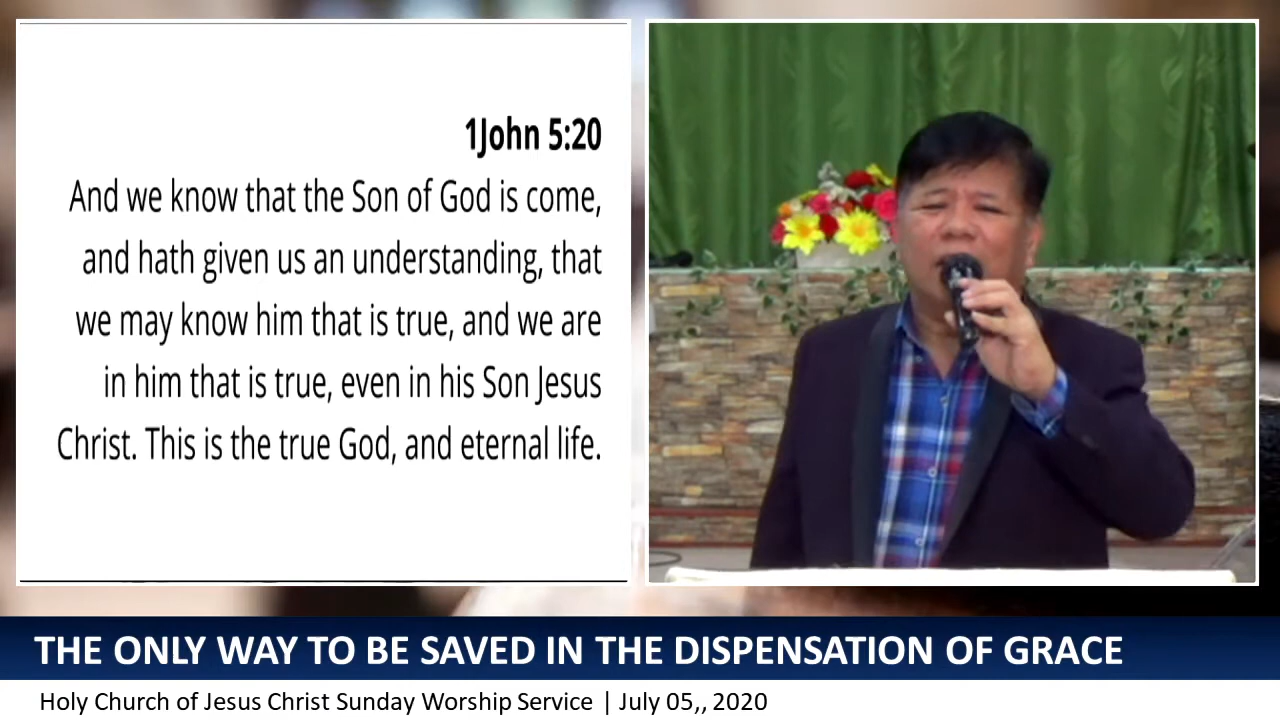 1John 5:20
And we know that the Son of God is come,
and hath given us an understanding, that
we may know him that is true, and we are
in him that is true, even in his Son Jesus
Christ. This is the true God, and eternal life.
THE ONLY WAY TO BE SAVED IN THE DISPENSATION OF GRACE
Holy Church of Jesus Christ Sunday Worship Service | July 05,, 2020